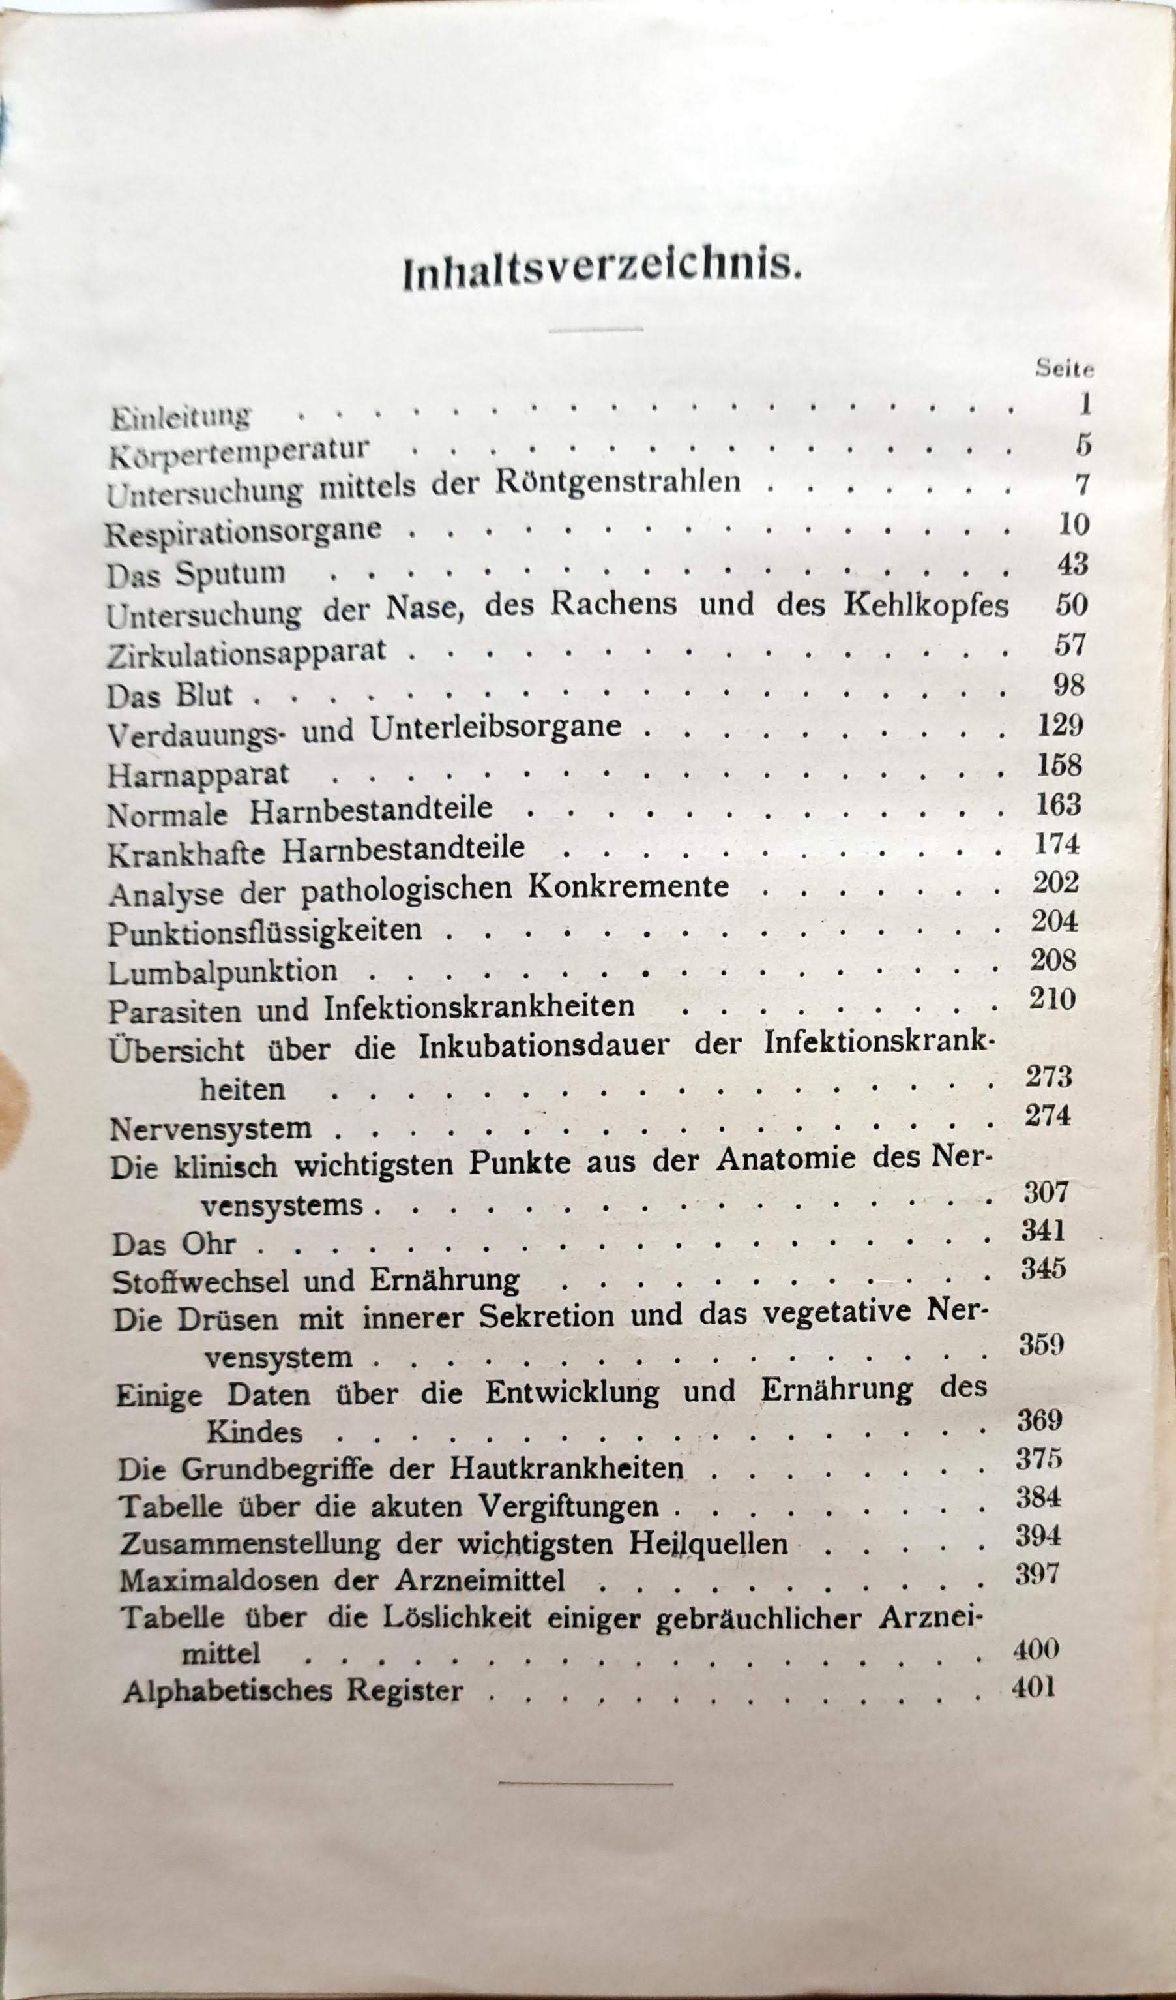 Inhaltsverzeichnis.
Seite
Einleitung . . . . . . . . . . . . . . . . . . . 1
Körpertemperatur . . . . . . . . . . . . . . . . 5
Untersuchung mittels der Röntgenstrahlen . . . . . . . 7
Respirationsorgane . . . . . . . . . . . . . . . . 10
Das Sputum . . . . . . . . . . . . . . . . . . 43
Untersuchung der Nase, des Rachens und des Kehlkopfes 50
Zirkulationsapparat . . . . . . . . . . . . . . . . 57
Das Blut . . . . . . . . . . . . . . . . . . . . 98
Verdauungs- und Unterleibsorgane . . . . . . . . . . 129
Harnapparat . . . . . . . . . . . . . . . . . . 158
Normale Harnbestandteile . . . . . . . . . . . . . 163
Krankhafte Harnbestandteile . . . . . . . . . . . . 174
Analyse der pathologischen Konkremente . . . . . . . 202
Punktionsflüssigkeiten . . . . . . . . . . . . . . . 204
Lumbalpunktion . . . . . . . . . . . . . . . . . 208
Parasiten und Infektionskrankheiten . . . . . . . . . 210
Übersicht über die Inkubationsdauer der Infektionskrank-
heiten . . . . . . . . . . . . . . . . . . 273
Nervensystem . . . . . . . . . . . . . . . . . . 274
Die klinisch wichtigsten Punkte aus der Anatomie des Ner-
vensystems . . . . . . . . . . . . . . . . . 307
Das Ohr . . . . . . . . . . . . . . . . . . . . 341
Stoffwechsel und Ernährung . . . . . . . . . . . . 345
Die Drüsen mit innerer Sekretion und das vegetative Ner-
vensystem . . . . . . . . . . . . . . . . . 359
Einige Daten über die Entwicklung und Ernährung des
Kindes . . . . . . . . . . . . . . . . . . 369
Die Grundbegriffe der Hautkrankheiten . . . . . . . . 375
Tabelle über die akuten Vergiftungen . . . . . . . . . 384
Zusammenstellung der wichtigsten Heilquellen . . . . . 394
Maximaldosen der Arzneimittel . . . . . . . . . . . 397
Tabelle über die Löslichkeit einiger gebräuchlicher Arznei-
mittel . . . . . . . . . . . . . . . . . . . 400
Alphabetisches Register . . . . . . . . . . . . . . 401